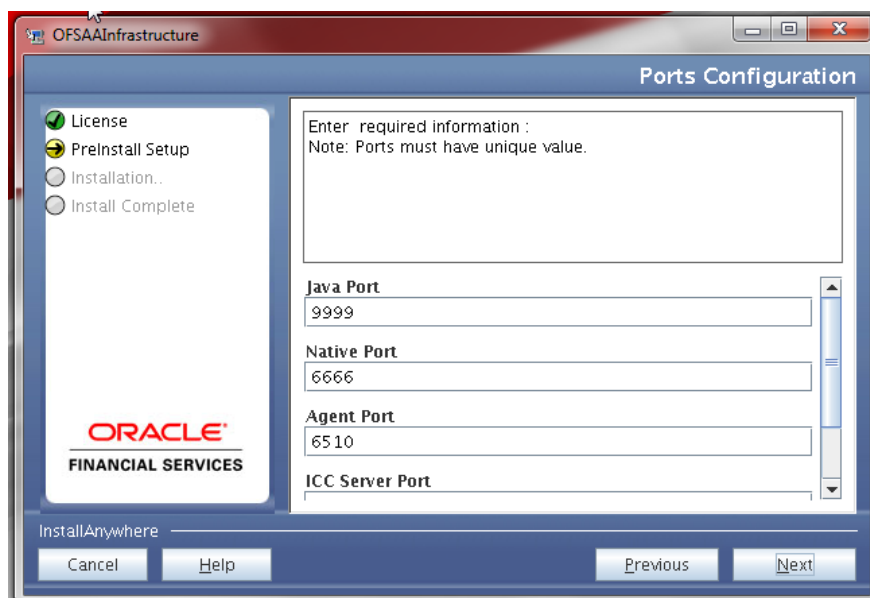 OFSAAInfrastructure
Ports Configuration
License
PreInstall Setup
Installation..
Install Complete
ORACLE®
FINANCIAL SERVICES
Enter  required information :
Note: Ports must have unique value.
Java Port
9999
Native Port
6666
Agent Port
6510
ICC Server Port
InstallAnywhere
Cancel
Help
Previous
Next